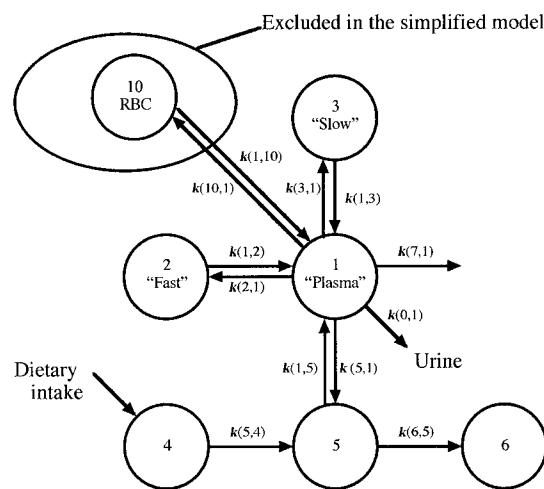 Excluded in the simplified model
10
RBC
3
“Slow”
k(1,10)
k(10,1)
k(3,1)
k(1,3)
2
“Fast”
k(1,2)
k(2,1)
1
“Plasma”
k(7,1)
k(0,1)
Urine
k(1,5)
k(5,1)
Dietary
intake
4
k(5,4)
5
k(6,5)
6